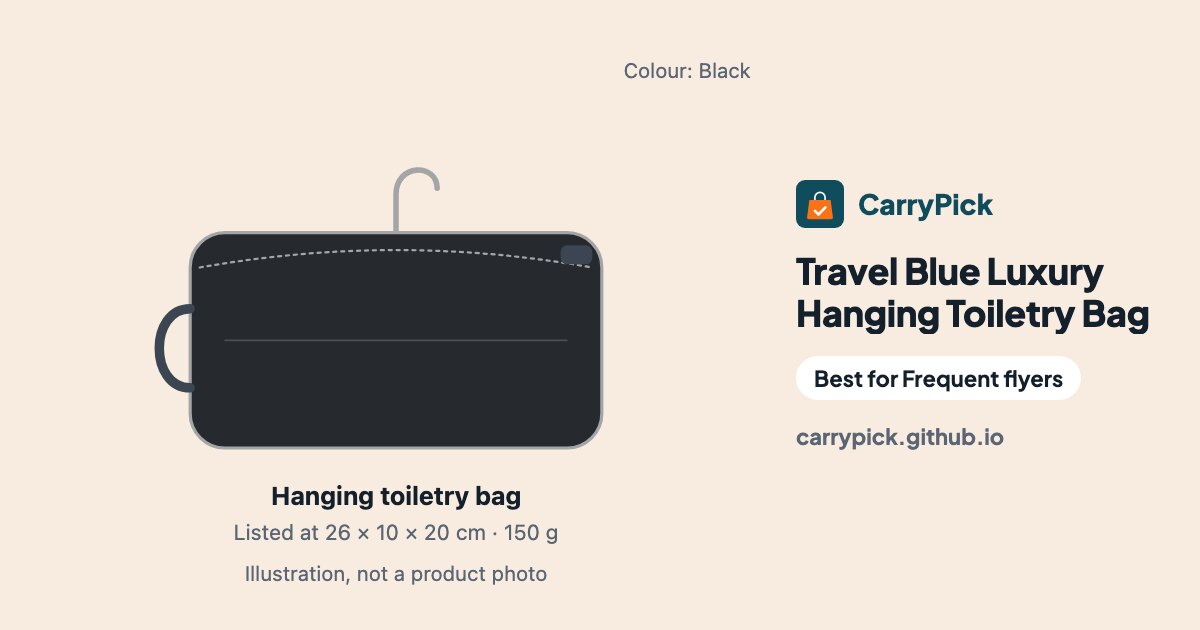 Colour: Black
CarryPick
Travel Blue Luxury
Hanging Toiletry Bag
Best for Frequent flyers
carrypick.github.io
Hanging toiletry bag
Listed at 26 × 10 × 20 cm · 150 g
Illustration, not a product photo